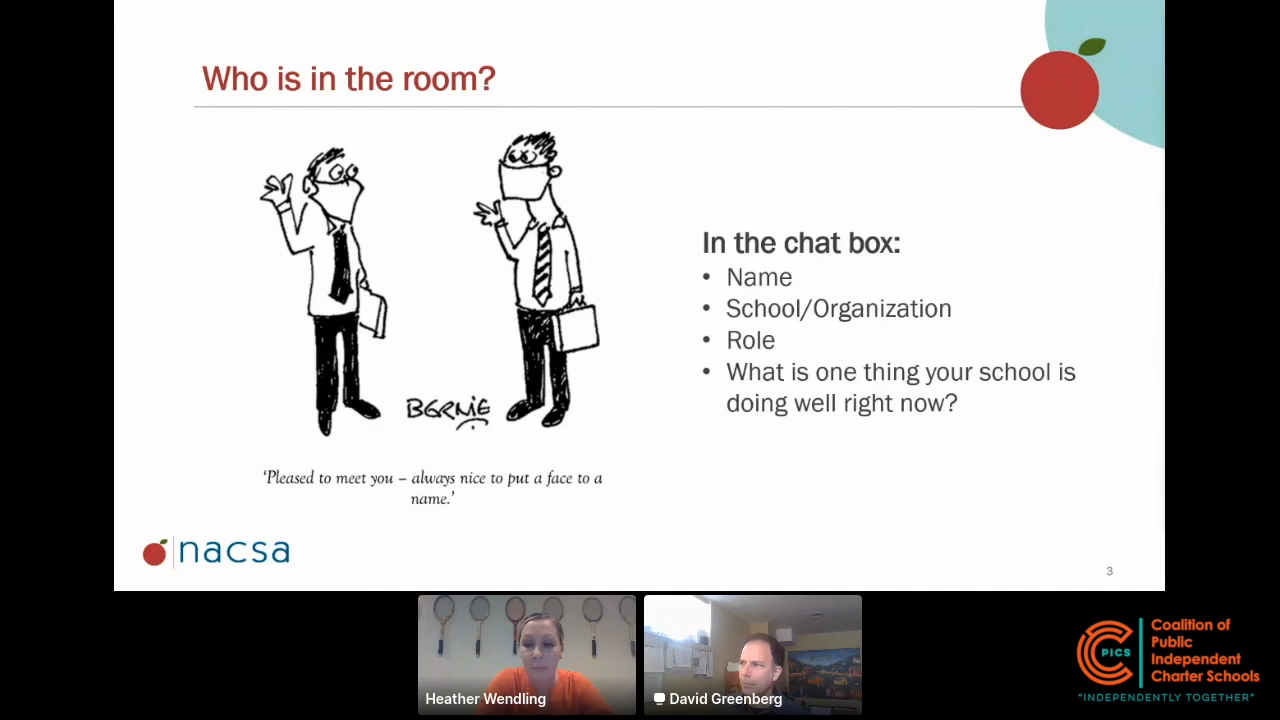 Who is in the room?
In the chat box:
• Name
• School/Organization
• Role
• What is one thing your school is
doing well right now?
BERNIE
'Pleased to meet you – always nice to put a face to a
name.'
nacsa
3
Heather Wendling
David Greenberg
PICS
Coalition of
Public
Independent
Charter Schools
"INDEPENDENTLY TOGETHER"